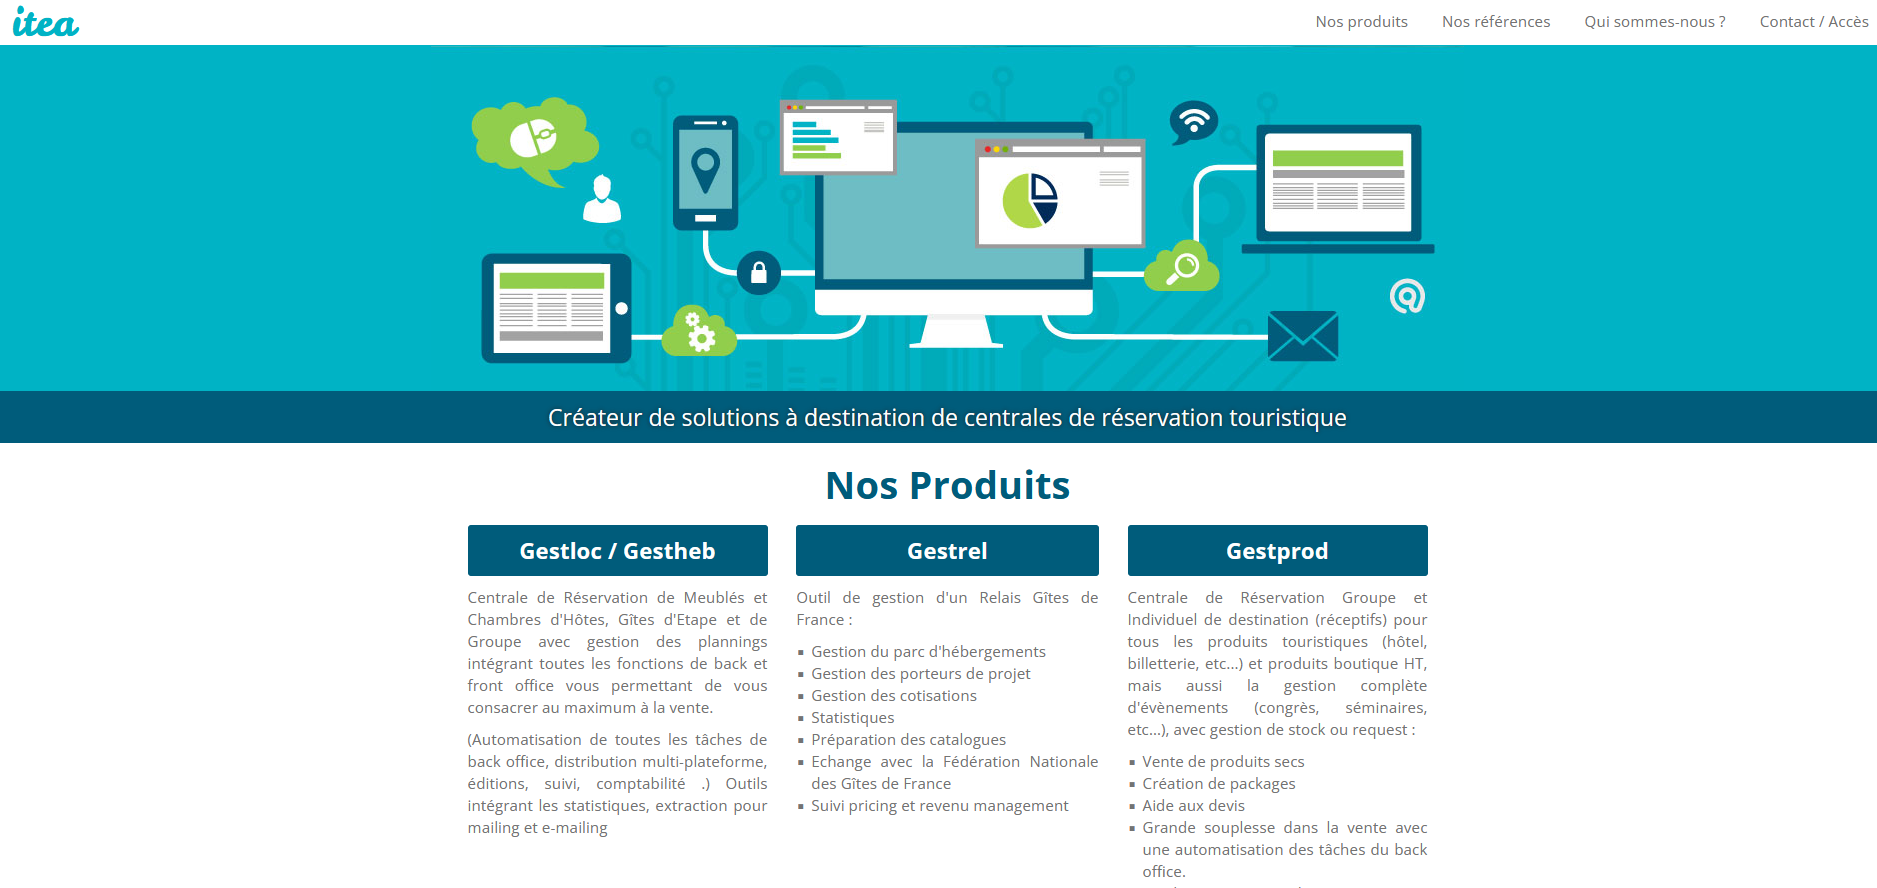 itea
Nos produits Nos références Qui sommes-nous ? Contact / Accès
Créateur de solutions à destination de centrales de réservation touristique
Nos Produits
Gestloc / Gestheb
Centrale de Réservation de Meublés et
Chambres d'Hôtes, Gîtes d'Etape et de
Groupe avec gestion des plannings
intégrant toutes les fonctions de back et
front office vous permettant de vous
consacrer au maximum à la vente.
(Automatisation de toutes les tâches de
back office, distribution multi-plateforme,
éditions, suivi, comptabilité .) Outils
intégrant les statistiques, extraction pour
mailing et e-mailing
Gestrel
Outil de gestion d'un Relais Gîtes de
France :
▪ Gestion du parc d'hébergements
▪ Gestion des porteurs de projet
▪ Gestion des cotisations
▪ Statistiques
▪ Préparation des catalogues
▪ Echange avec la Fédération Nationale
des Gîtes de France
▪ Suivi pricing et revenu management
Gestprod
Centrale de Réservation Groupe et
Individuel de destination (réceptifs) pour
tous les produits touristiques (hôtel,
billetterie, etc...) et produits boutique HT,
mais aussi la gestion complète
d'évènements (congrès, séminaires,
etc...), avec gestion de stock ou request :
▪ Vente de produits secs
▪ Création de packages
▪ Aide aux devis
▪ Grande souplesse dans la vente avec
une automatisation des tâches du back
office.